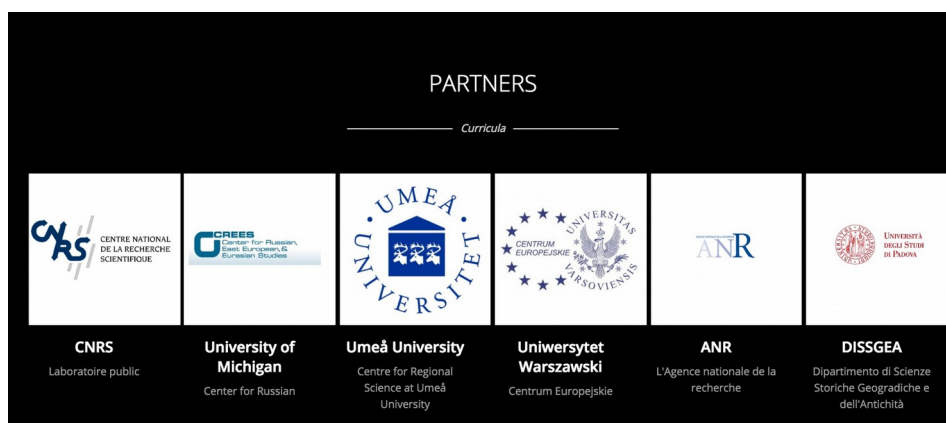 PARTNERS
Curricula
CNRS
CENTRE NATIONAL
DE LA RECHERCHE
SCIENTIFIQUE
CREES
Center for Russian,
East European, &
Eurasian Studies
UMEÅ
UNIVERSITET
CENTRUM
EUROPEJSKIE
UNIVERSITAS
VARSOVIENSIS
ANR
UNIVERSITÀ
DEGLI STUDI
DI PADOVA
CNRS
Laboratoire public
University of
Michigan
Center for Russian
Umeå University
Centre for Regional
Science at Umeå
University
Uniwersytet
Warszawski
Centrum Europejskie
ANR
L'Agence nationale de la
recherche
DISSGEA
Dipartimento di Scienze
Storiche Geogradiche e
dell'Antichità